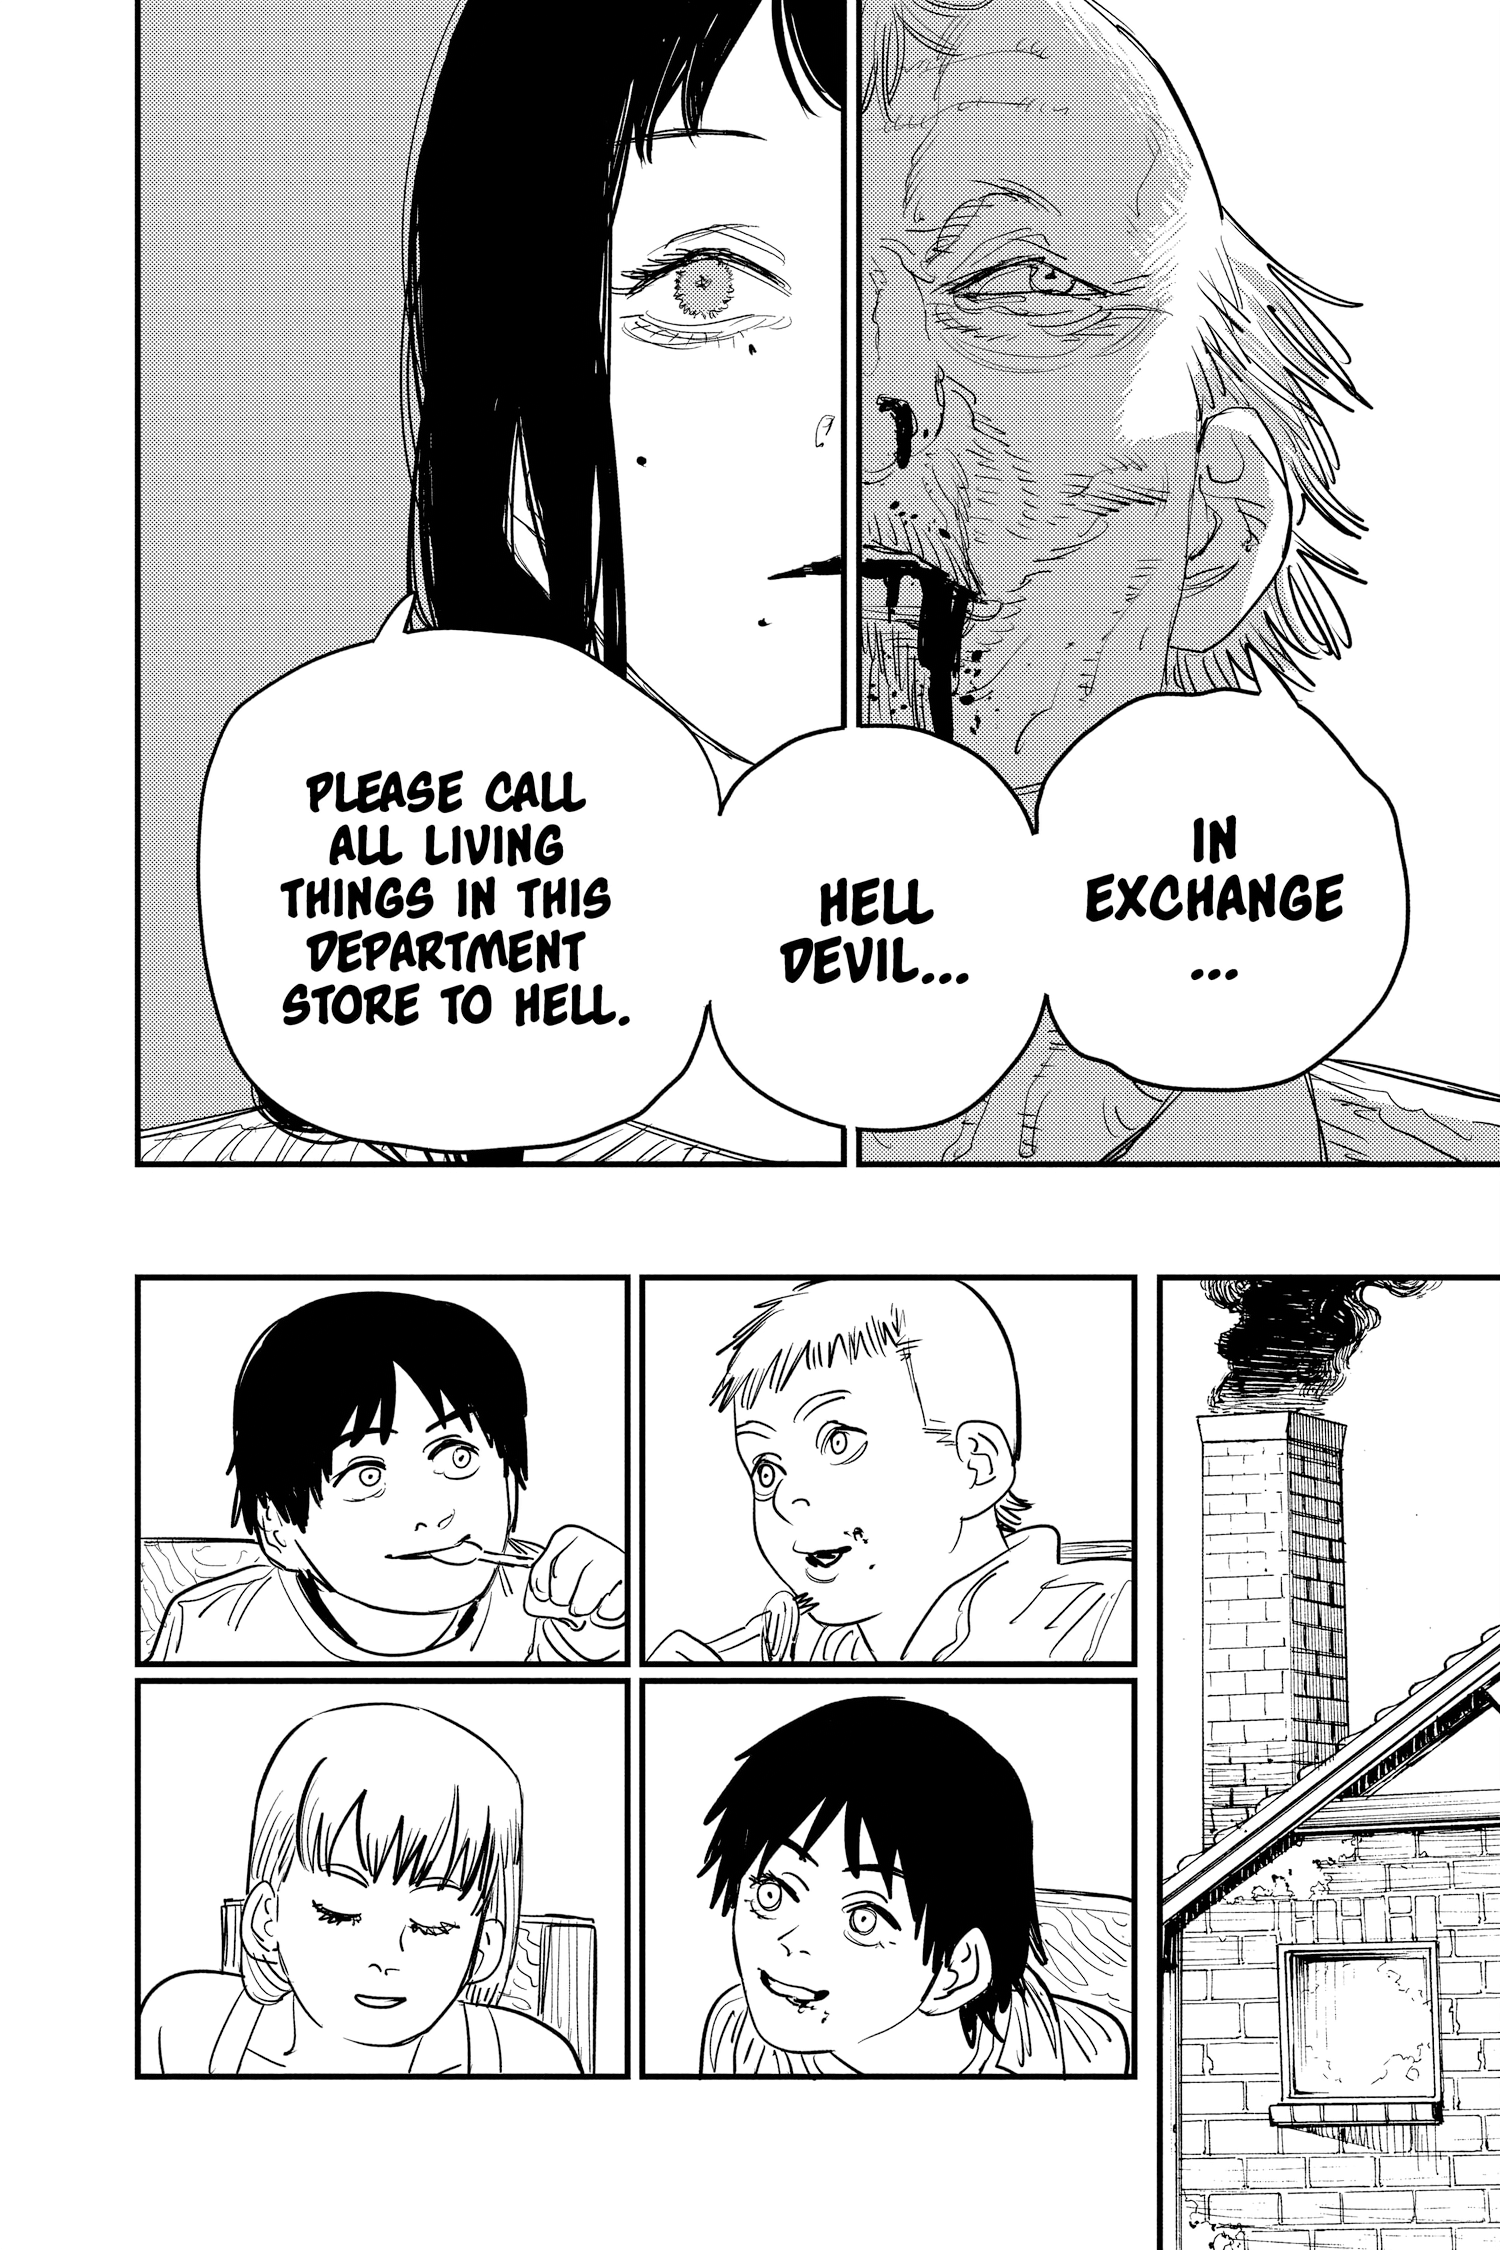 IN
EXCHANGE
...
HELL
DEVIL...
PLEASE CALL
ALL LIVING
THINGS IN THIS
DEPARTMENT
STORE TO HELL.